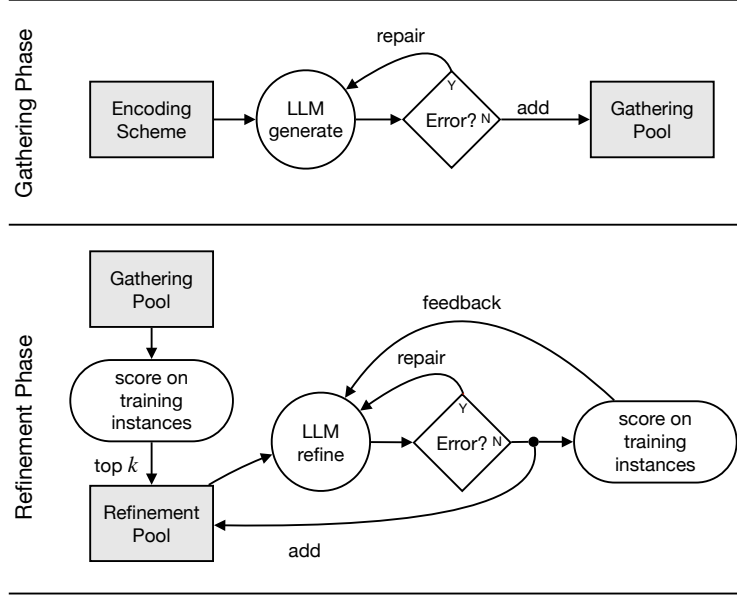 Gathering Phase
repair
Encoding
Scheme
LLM
generate
Y
Error?
N
add
Gathering
Pool
Refinement Phase
Gathering
Pool
score on
training
instances
top k
Refinement
Pool
LLM
refine
feedback
repair
Y
Error?
N
score on
training
instances
add